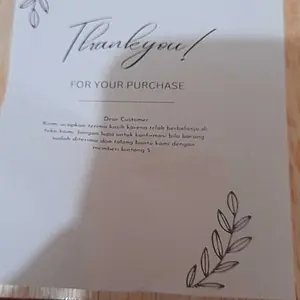 Thankyou!
FOR YOUR PURCHASE
Dear Customer
Kami ucapkan terima kasih karena telah berbelanja di
toko kami, Jangan lupa untuk konfirmasi bila barang
sudah diterima dan tolong bantu kami dengan
memberi bintang 5.